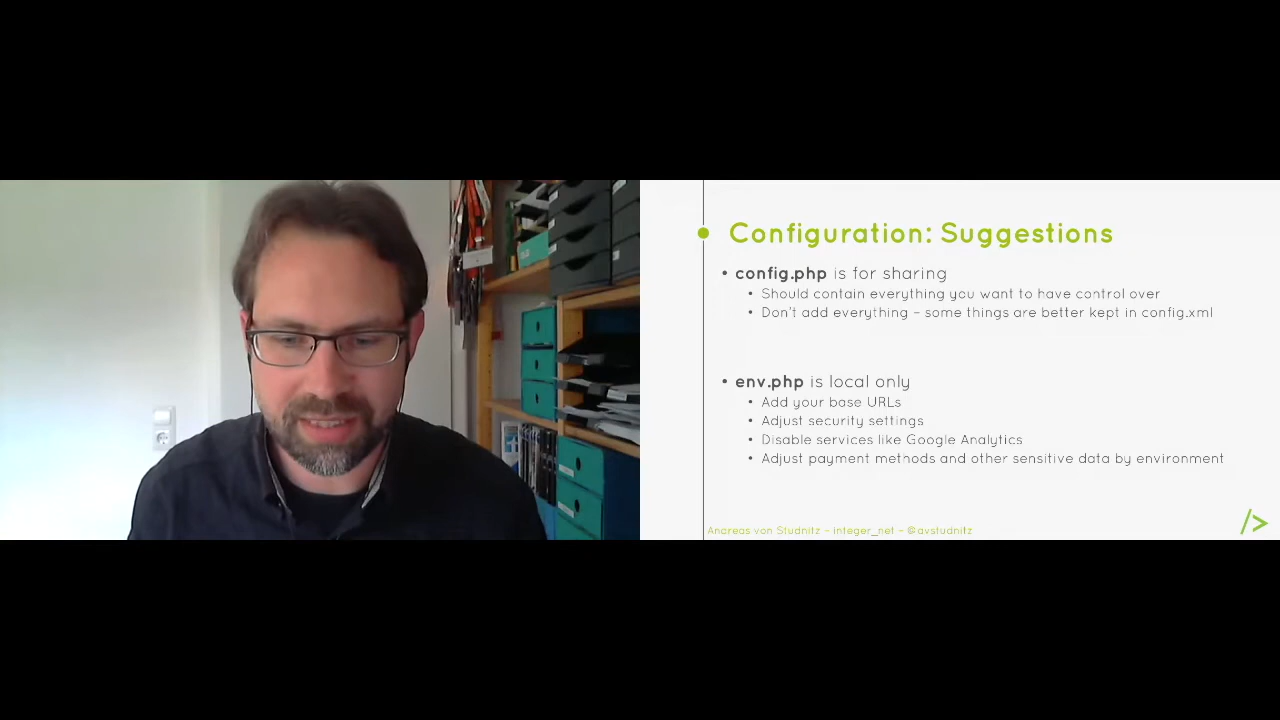 Configuration: Suggestions
• config.php is for sharing
• Should contain everything you want to have control over
• Don't add everything – some things are better kept in config.xml
• env.php is local only
• Add your base URLs
• Adjust security settings
• Disable services like Google Analytics
• Adjust payment methods and other sensitive data by environment
Andreas von Studnitz – integer_net – @avstudnitz
/>